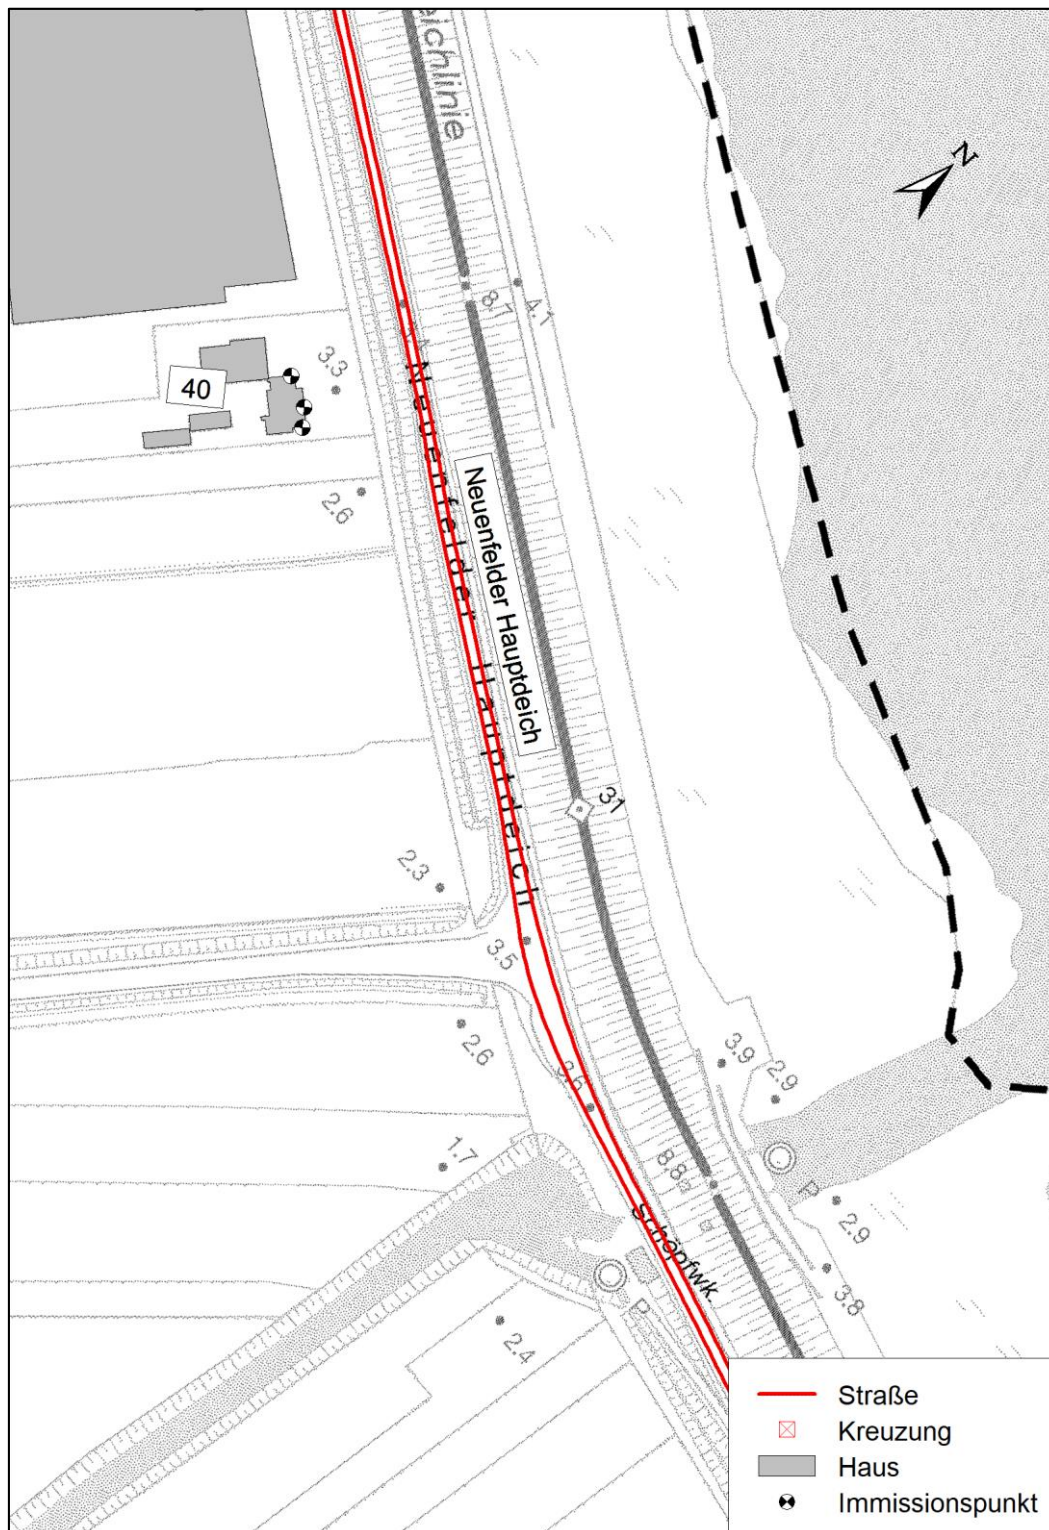 eichlinie
N
8.7
4.1
3.3
40
2.6
Neuenfelder Hauptdeich
Neuenfelder Hauptdeich
31
2.3
3.5
2.6
3.6
3.9
2.9
1.7
8.8
P
2.9
Schöpfwk.
3.8
P
2.4
Straße
Kreuzung
Haus
Immissionspunkt